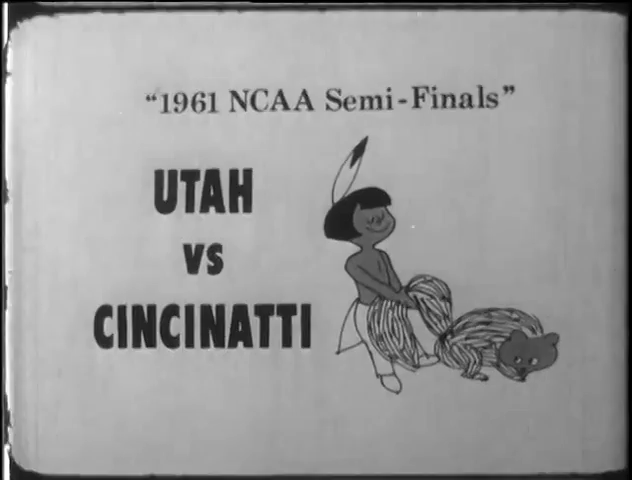 “1961 NCAA Semi-Finals”
UTAH
VS
CINCINATTI